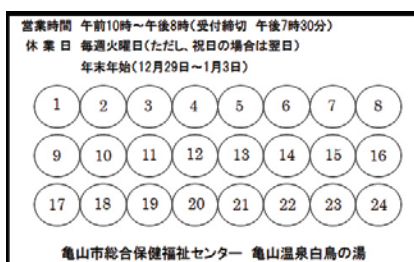 営業時間 午前10時～午後8時(受付締切 午後7時30分)
休業日 毎週火曜日(ただし、祝日の場合は翌日)
年末年始(12月29日～1月3日)
1 2 3 4 5 6 7 8
9 10 11 12 13 14 15 16
17 18 19 20 21 22 23 24
亀山市総合保健福祉センター 亀山温泉白鳥の湯